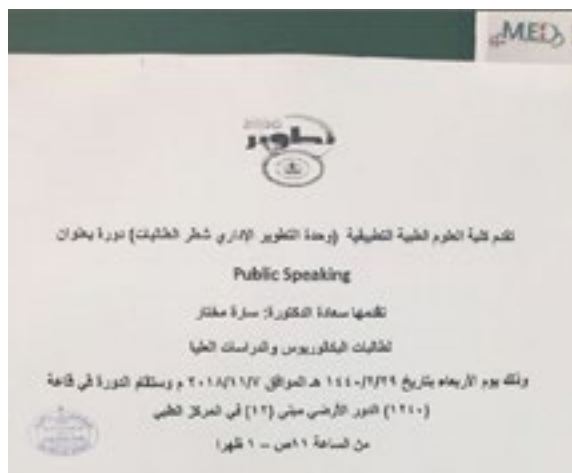 MED
تطوير
تقدم كلية العلوم الطبية التطبيقية (وحدة التطوير الإداري شطر الطالبات) دورة بعنوان
Public Speaking
تقدمها سعادة الدكتورة: سارة مختار
لطالبات البكالوريوس والدراسات العليا
وذلك يوم الأربعاء بتاريخ ١٤٤٠/٢/٢٩ هـ الموافق ٢٠١٨/١١/٧ م وستقام الدورة في قاعة
(١٢٤٠) الدور الأرضي مبنى (١٢) في المركز الطبي
من الساعة ١١ص – ١ ظهرا